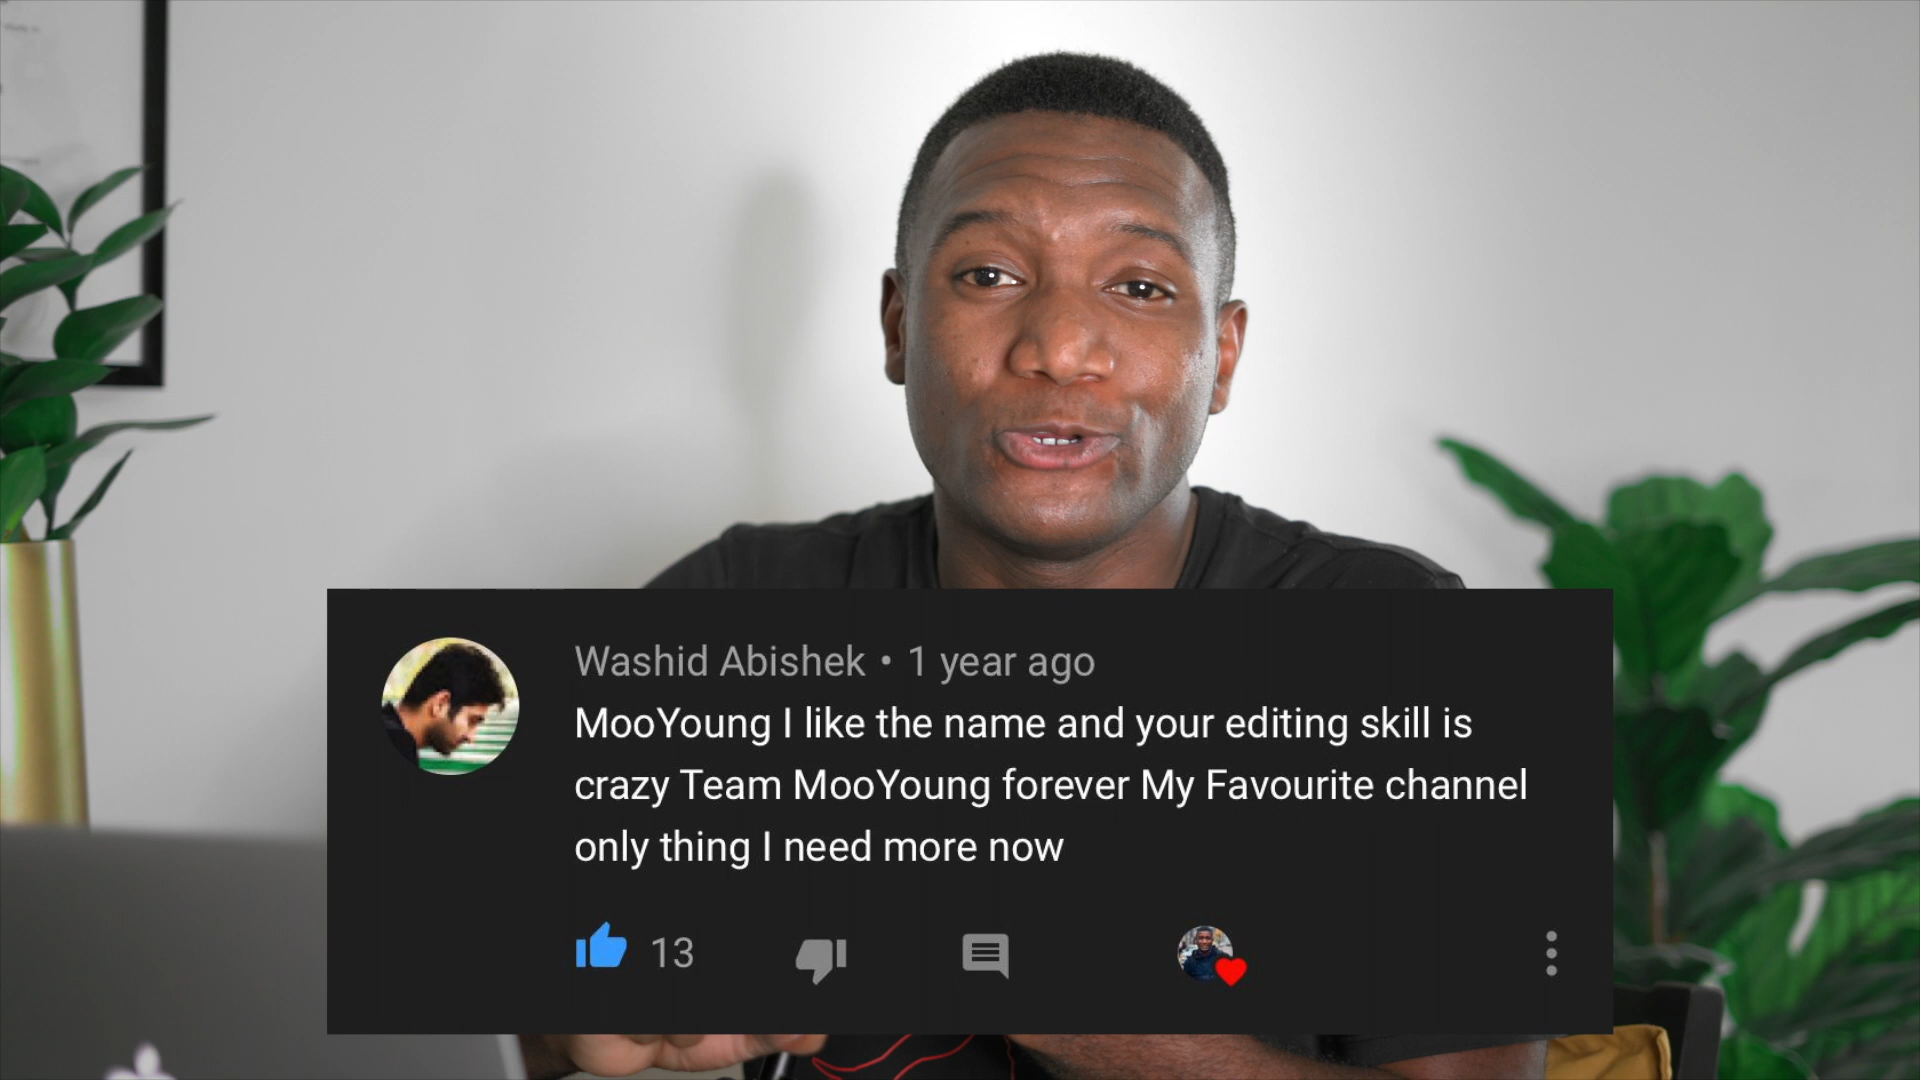 Washid Abishek • 1 year ago
MooYoung I like the name and your editing skill is
crazy Team MooYoung forever My Favourite channel
only thing I need more now
13